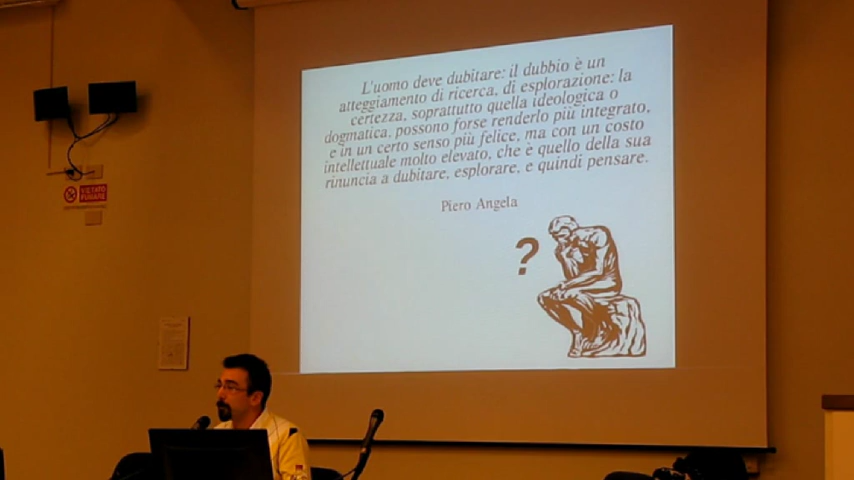 L'uomo deve dubitare: il dubbio è un
atteggiamento di ricerca, di esplorazione: la
certezza, soprattutto quella ideologica o
dogmatica, possono forse renderlo più integrato,
e in un certo senso più felice, ma con un costo
intellettuale molto elevato, che è quello della sua
rinuncia a dubitare, esplorare, e quindi pensare.
Piero Angela
?
VIETATO
FUMARE